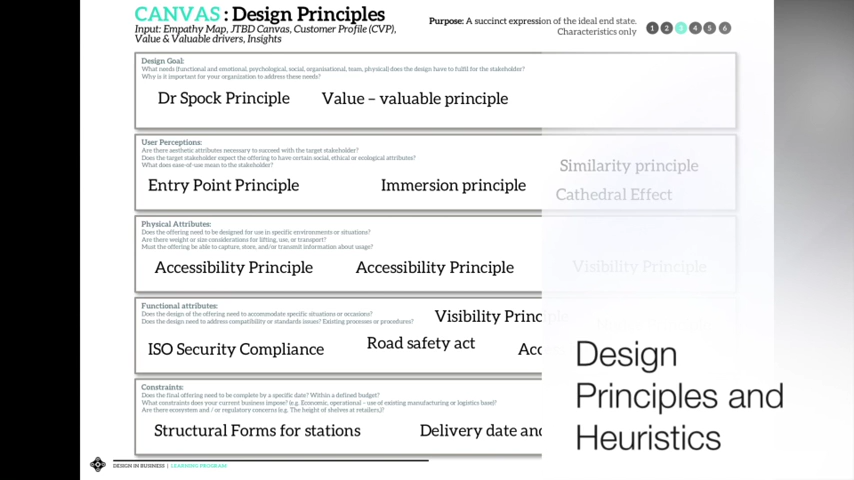 CANVAS : Design Principles
Input: Empathy Map, JTBD Canvas, Customer Profile (CVP),
Value & Valuable drivers, Insights
Purpose: A succinct expression of the ideal end state.
Characteristics only
1 2 3 4 5 6
Design Goal:
What needs (functional and emotional, psychological, social, organisational, team, physical) does the design have to fulfil for the stakeholder?
Why is it important for your organization to address these needs?
Dr Spock Principle Value – valuable principle
User Perceptions:
Are there aesthetic attributes necessary to succeed with the target stakeholder?
Does the target stakeholder expect the offering to have certain social, ethical or ecological attributes?
What does ease-of-use mean to the stakeholder?
Similarity principle
Entry Point Principle Immersion principle
Cathedral Effect
Physical Attributes:
Does the offering need to be designed for use in specific environments or situations?
Are there weight or size considerations for lifting, use, or transport?
Must the offering be able to capture, store, and/or transmit information about usage?
Accessibility Principle Accessibility Principle Visibility Principle
Functional attributes:
Does the design of the offering need to accommodate specific situations or occasions?
Does the design need to address compatibility or standards issues? Existing processes or procedures?
Visibility Principle
ISO Security Compliance Road safety act Acc
Constraints:
Does the final offering need to be complete by a specific date? Within a defined budget?
What constraints does your current business impose? (e.g. Economic, operational – use of existing manufacturing or logistics base)?
Are there ecosystem and / or regulatory concerns (e.g. The height of shelves at retailers,)?
Structural Forms for stations Delivery date and
Design
Principles and
Heuristics
DESIGN IN BUSINESS | LEARNING PROGRAM